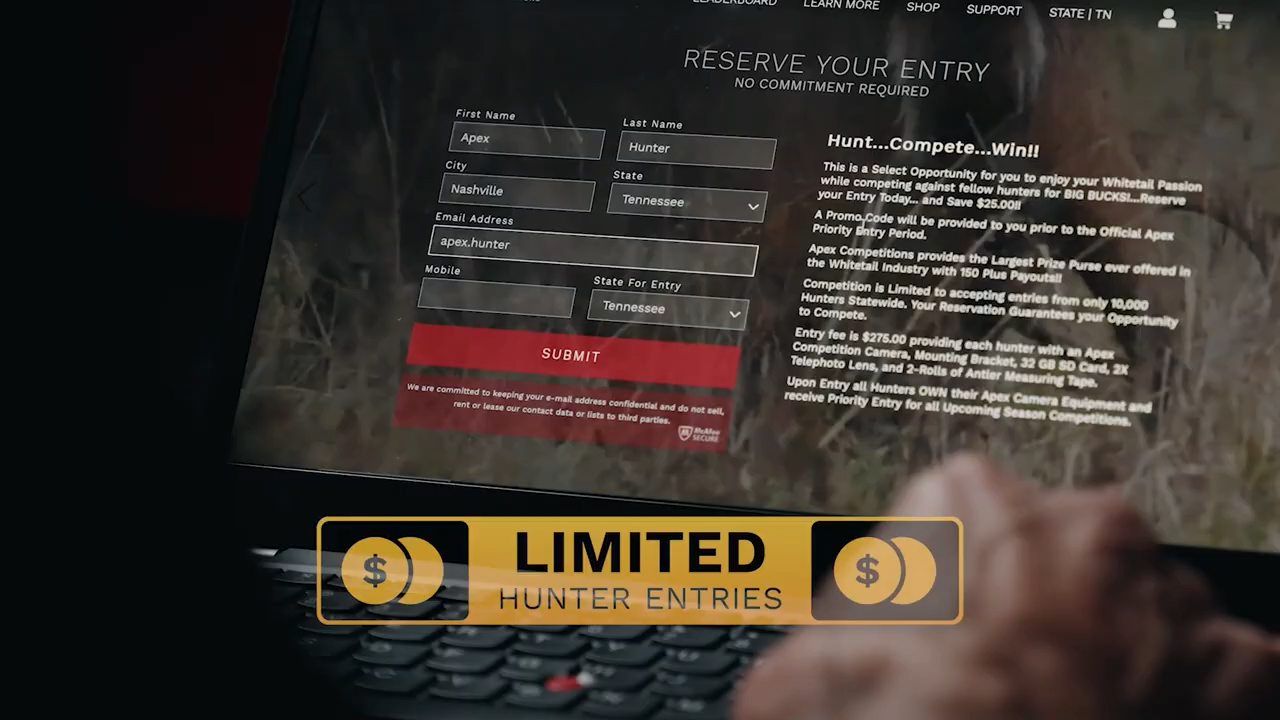 LEADERBOARD
LEARN MORE
SHOP
SUPPORT
STATE | TN
RESERVE YOUR ENTRY
NO COMMITMENT REQUIRED
First Name
Last Name
Apex
Hunter
City
State
Nashville
Tennessee
Email Address
apex.hunter
Mobile
State For Entry
Tennessee
SUBMIT
We are committed to keeping your e-mail address confidential and do not sell,
rent or lease our contact data or lists to third parties.
McAfee
SECURE
Hunt...Compete...Win!!
This is a Select Opportunity for you to enjoy your Whitetail Passion
while competing against fellow hunters for BIG BUCKS!...Reserve
your Entry Today... and Save $25.00!!
A Promo Code will be provided to you prior to the Official Apex
Priority Entry Period.
Apex Competitions provides the Largest Prize Purse ever offered in
the Whitetail Industry with 150 Plus Payouts!!
Competition is Limited to accepting entries from only 10,000
Hunters Statewide. Your Reservation Guarantees your Opportunity
to Compete.
Entry fee is $275.00 providing each hunter with an Apex
Competition Camera, Mounting Bracket, 32 GB SD Card, 2X
Telephoto Lens, and 2-Rolls of Antler Measuring Tape.
Upon Entry all Hunters OWN their Apex Camera Equipment and
receive Priority Entry for all Upcoming Season Competitions.
$
LIMITED
HUNTER ENTRIES
$